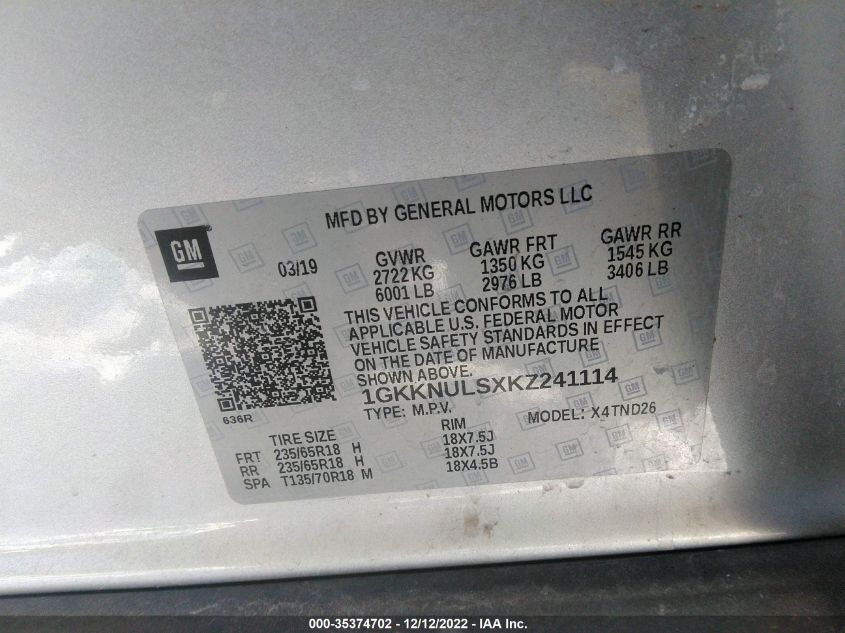 MFD BY GENERAL MOTORS LLC
GM
03/19
GVWR
2722 KG
6001 LB
GAWR FRT
1350 KG
2976 LB
GAWR RR
1545 KG
3406 LB
THIS VEHICLE CONFORMS TO ALL
APPLICABLE U.S. FEDERAL MOTOR
VEHICLE SAFETY STANDARDS IN EFFECT
ON THE DATE OF MANUFACTURE
SHOWN ABOVE.
1GKKNULSXKZ241114
TYPE: M.P.V.
MODEL: X4TND26
636R
TIRE SIZE RIM
FRT 235/65R18 H 18X7.5J
RR 235/65R18 H 18X7.5J
SPA T135/70R18 M 18X4.5B
000-35374702 - 12/12/2022 - IAA Inc.